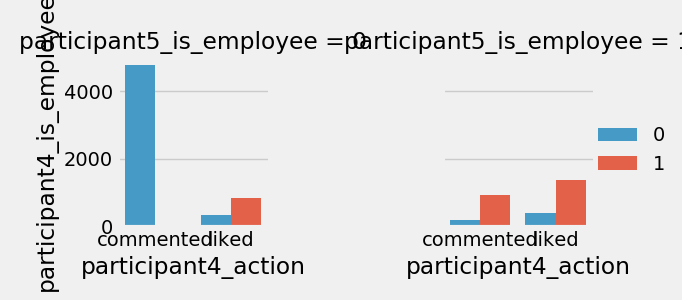 participant5_is_employee = 0
participant5_is_employee = 1
participant4_is_employee
4000
2000
0
commented
liked
participant4_action
commented
liked
participant4_action
0
1